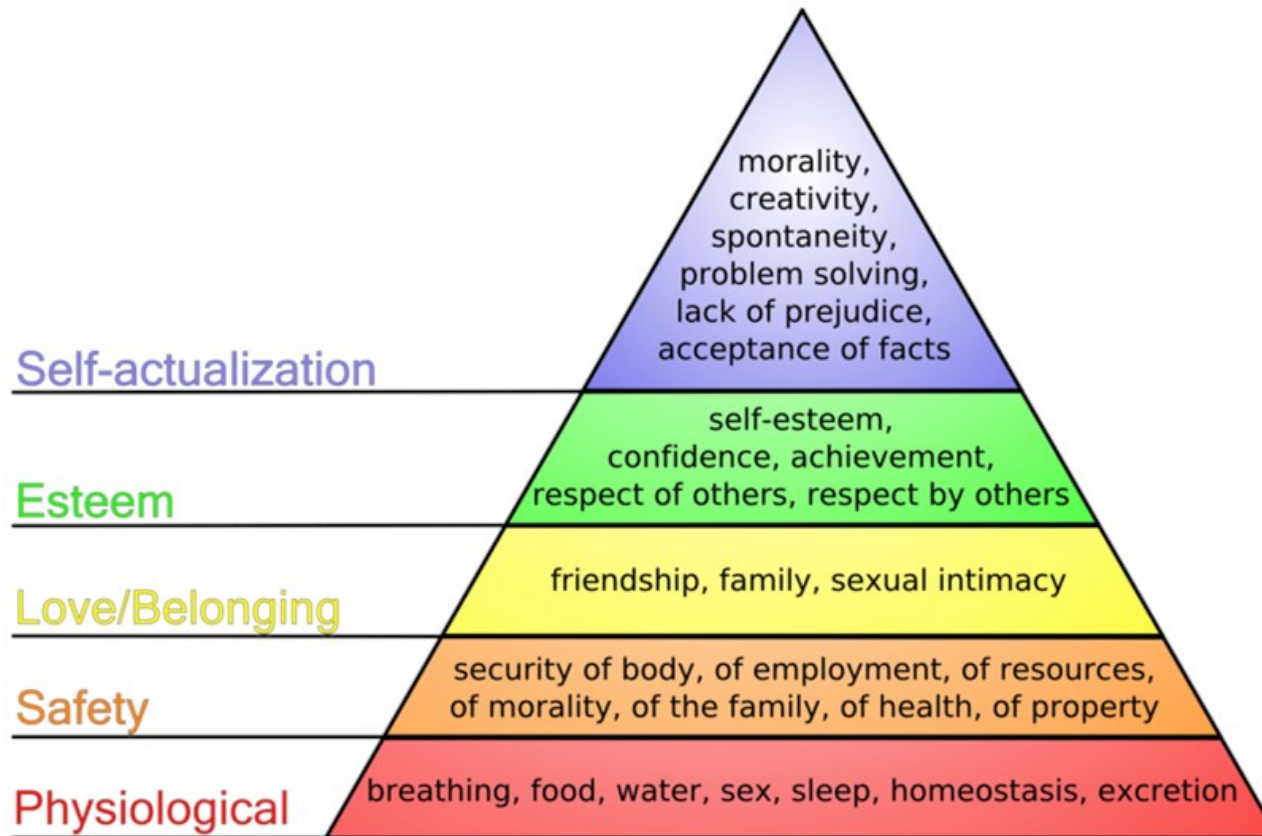 morality,
creativity,
spontaneity,
problem solving,
lack of prejudice,
acceptance of facts
Self-actualization
self-esteem,
confidence, achievement,
respect of others, respect by others
Esteem
friendship, family, sexual intimacy
Love/Belonging
security of body, of employment, of resources,
of morality, of the family, of health, of property
Safety
breathing, food, water, sex, sleep, homeostasis, excretion
Physiological